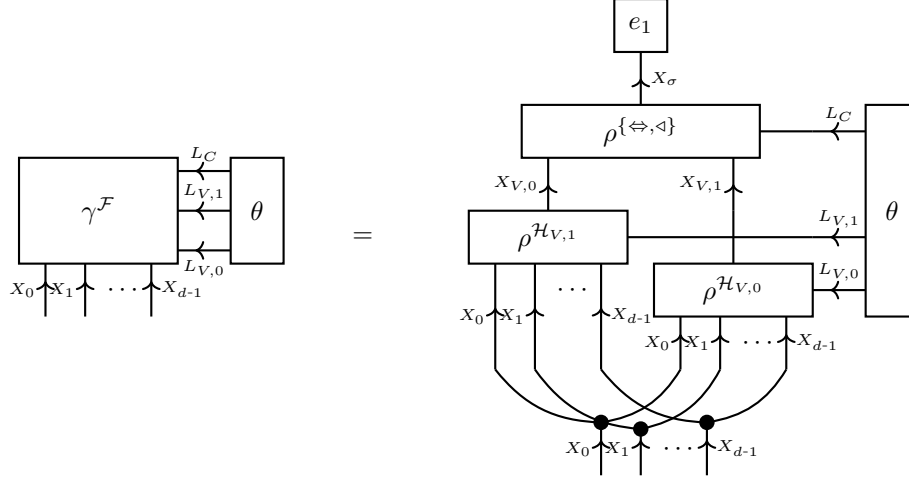 e₁
X_σ
ρ^{⇔,◁}
L_C
L_C
γ^𝓕
L_{V,1}
θ
L_{V,0}
X_0 X_1 ... X_{d-1}
=
X_{V,0} X_{V,1}
ρ^{𝓗_{V,1}}
L_{V,1}
θ
ρ^{𝓗_{V,0}}
L_{V,0}
...
X_0 X_1 X_{d-1}
X_0 X_1 ... X_{d-1}
X_0 X_1 ... X_{d-1}